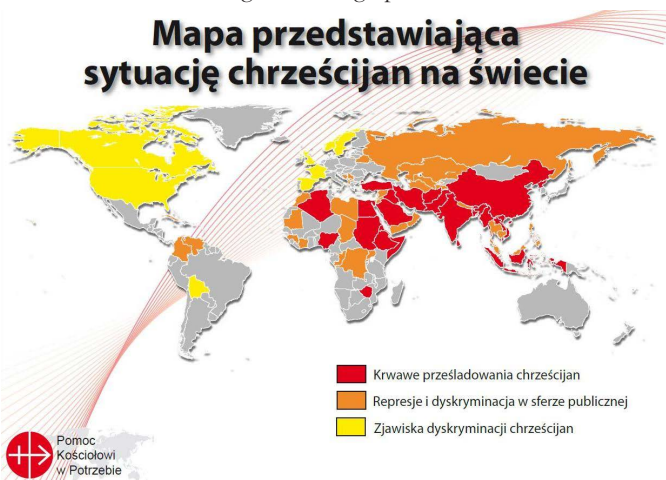 Mapa przedstawiająca
sytuację chrześcijan na świecie
Krwawe prześladowania chrześcijan
Represje i dyskryminacja w sferze publicznej
Zjawiska dyskryminacji chrześcijan
Pomoc
Kościołowi
w Potrzebie